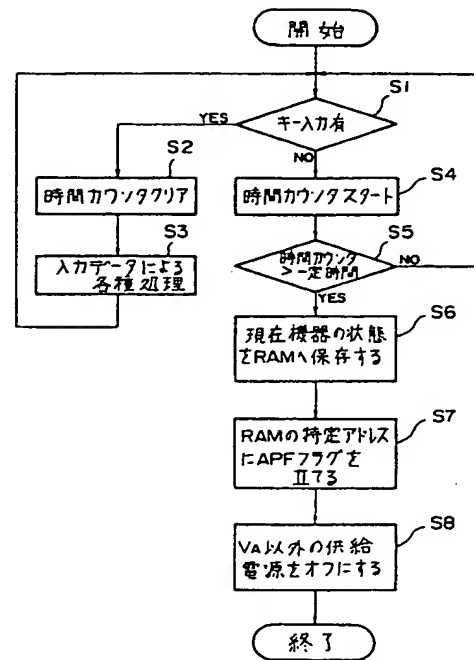 開始
S1
キー入力有
YES
NO
S2
時間カウンタクリア
S4
時間カウンタスタート
S3
入力データによる
各種処理
S5
時間カウンタ
>一定時間
NO
YES
S6
現在機器の状態
をRAMへ保存する
S7
RAMの特定アドレス
にAPFフラグを
立てる
S8
VA以外の供給
電源をオフにする
終了